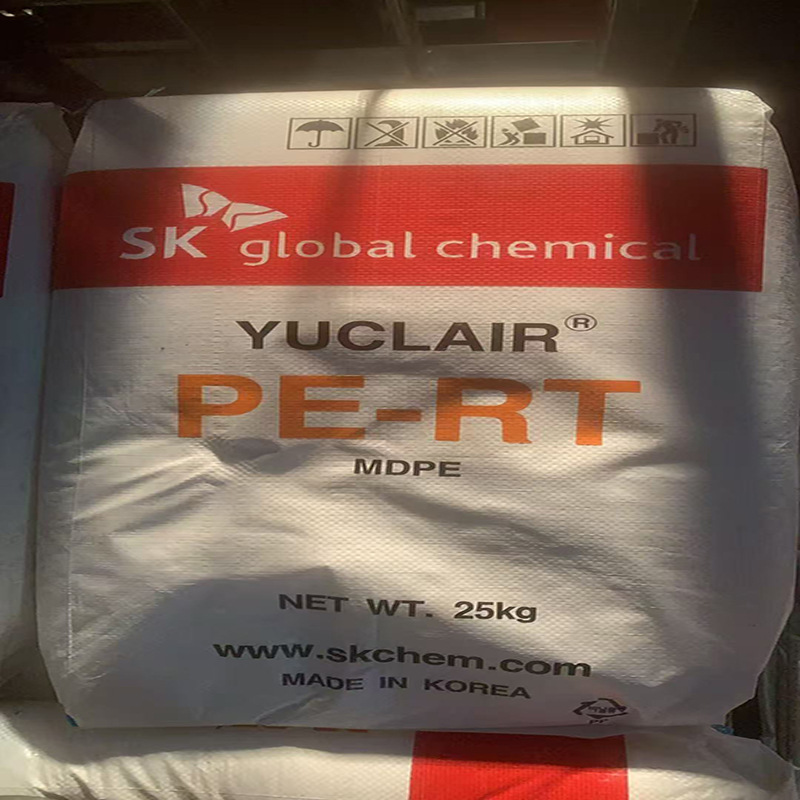 SK global chemical
YUCLAIR®
PE-RT
MDPE
NET WT. 25kg
www.skchem.com
MADE IN KOREA